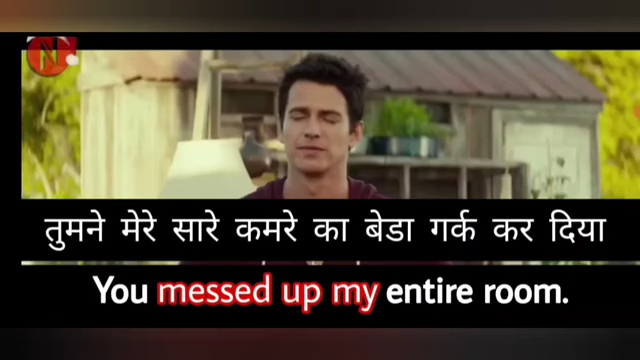 तुमने मेरे सारे कमरे का बेडा गर्क कर दिया
You messed up my entire room.